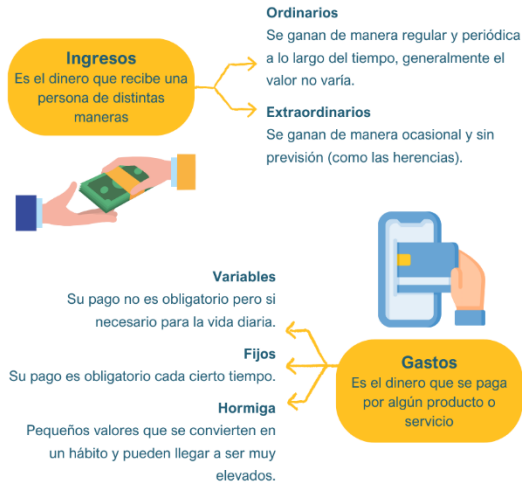 Ingresos
Es el dinero que recibe una
persona de distintas
maneras
Ordinarios
Se ganan de manera regular y periódica
a lo largo del tiempo, generalmente el
valor no varía.
Extraordinarios
Se ganan de manera ocasional y sin
previsión (como las herencias).
Variables
Su pago no es obligatorio pero si
necesario para la vida diaria.
Fijos
Su pago es obligatorio cada cierto tiempo.
Hormiga
Pequeños valores que se convierten en
un hábito y pueden llegar a ser muy
elevados.
Gastos
Es el dinero que se paga
por algún producto o
servicio